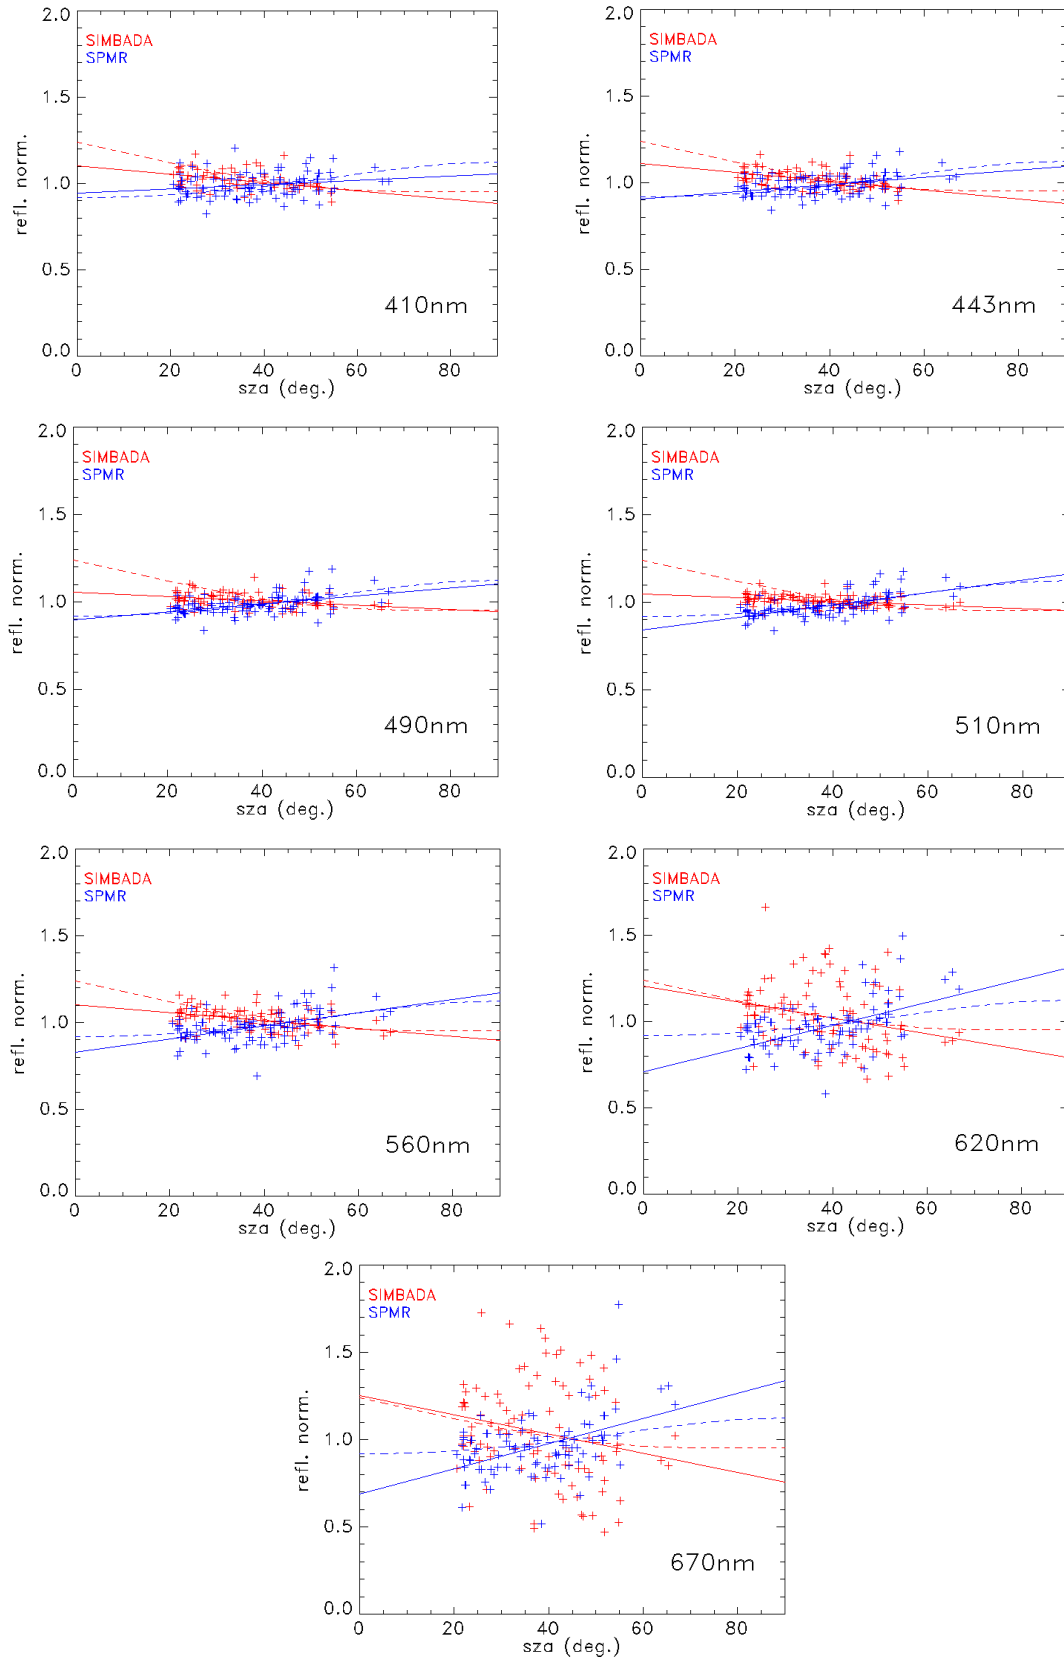 2.0
SIMBADA
SPMR
1.5
1.0
0.5
0.0
refl. norm.
410nm
0 20 40 60 80
sza (deg.)
2.0
SIMBADA
SPMR
1.5
1.0
0.5
0.0
refl. norm.
443nm
0 20 40 60 80
sza (deg.)
2.0
SIMBADA
SPMR
1.5
1.0
0.5
0.0
refl. norm.
490nm
0 20 40 60 80
sza (deg.)
2.0
SIMBADA
SPMR
1.5
1.0
0.5
0.0
refl. norm.
510nm
0 20 40 60 80
sza (deg.)
2.0
SIMBADA
SPMR
1.5
1.0
0.5
0.0
refl. norm.
560nm
0 20 40 60 80
sza (deg.)
2.0
SIMBADA
SPMR
1.5
1.0
0.5
0.0
refl. norm.
620nm
0 20 40 60 80
sza (deg.)
2.0
SIMBADA
SPMR
1.5
1.0
0.5
0.0
refl. norm.
670nm
0 20 40 60 80
sza (deg.)